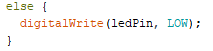 else {
digitalWrite(ledPin, LOW);
}